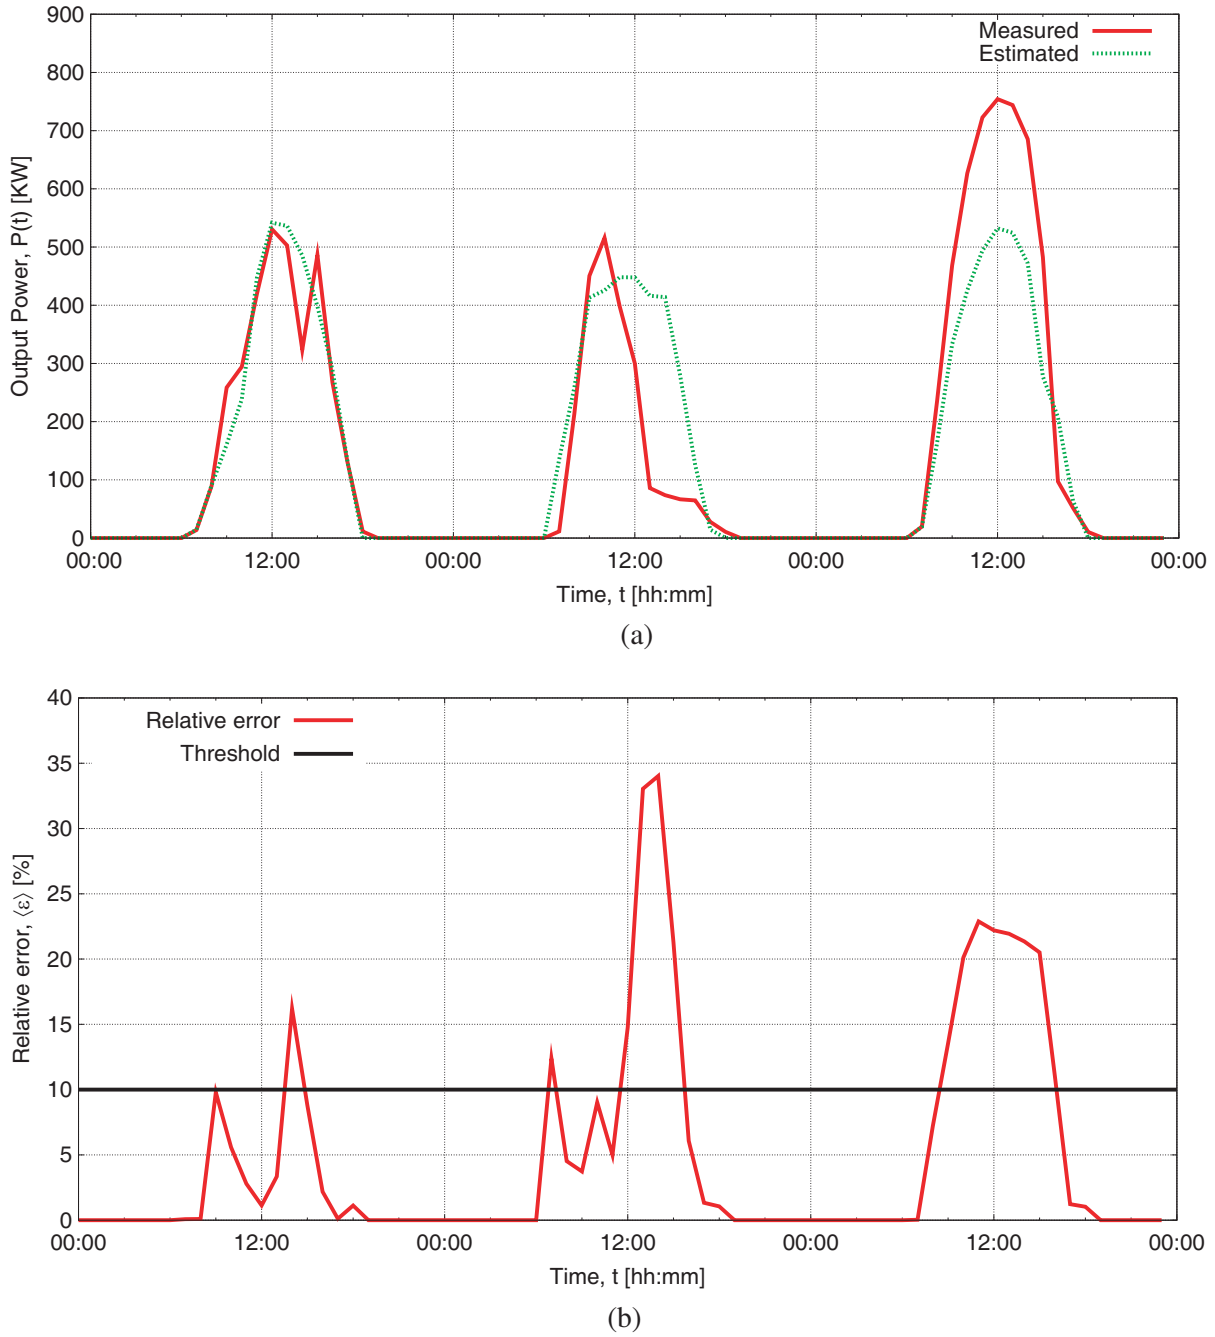 900
800
700
600
500
400
300
200
100
0
Output Power, P(t) [KW]
Measured
Estimated
00:00 12:00 00:00 12:00 00:00 12:00 00:00
Time, t [hh:mm]
(a)
40
35
30
25
20
15
10
5
0
Relative error, ⟨ε⟩ [%]
Relative error
Threshold
00:00 12:00 00:00 12:00 00:00 12:00 00:00
Time, t [hh:mm]
(b)